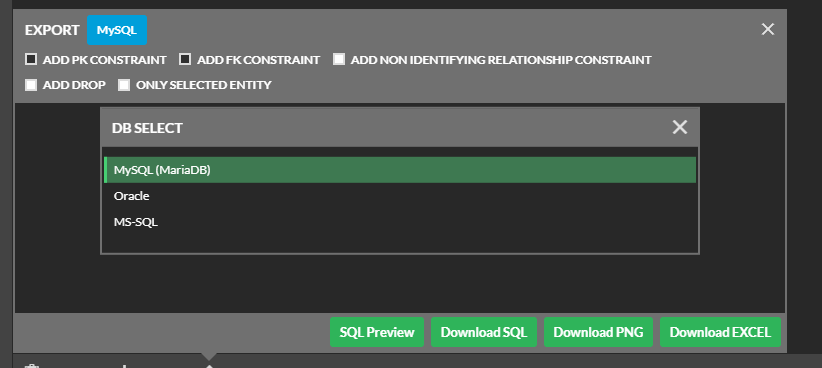 EXPORT MySQL
ADD PK CONSTRAINT ADD FK CONSTRAINT ADD NON IDENTIFYING RELATIONSHIP CONSTRAINT
ADD DROP ONLY SELECTED ENTITY
DB SELECT
MySQL (MariaDB)
Oracle
MS-SQL
SQL Preview Download SQL Download PNG Download EXCEL